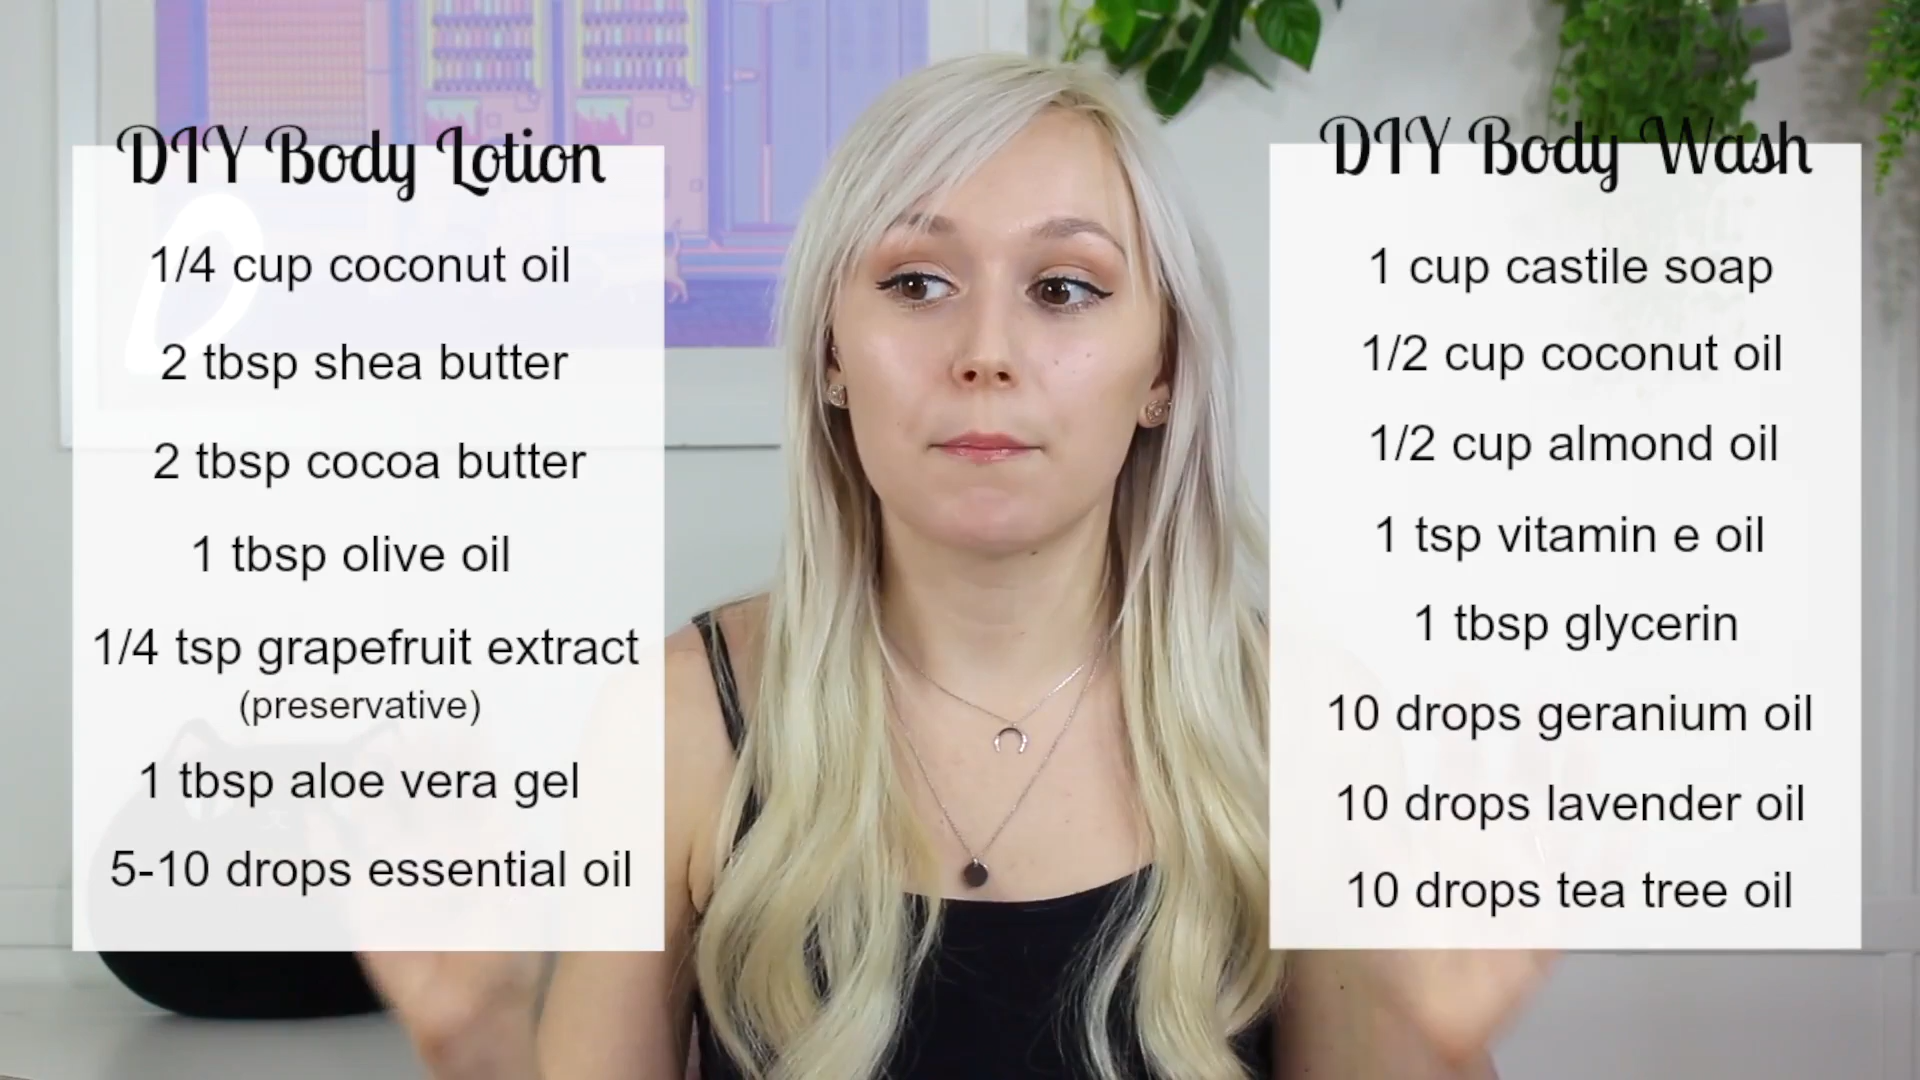 DIY Body Lotion
1/4 cup coconut oil
2 tbsp shea butter
2 tbsp cocoa butter
1 tbsp olive oil
1/4 tsp grapefruit extract
(preservative)
1 tbsp aloe vera gel
5-10 drops essential oil
DIY Body Wash
1 cup castile soap
1/2 cup coconut oil
1/2 cup almond oil
1 tsp vitamin e oil
1 tbsp glycerin
10 drops geranium oil
10 drops lavender oil
10 drops tea tree oil